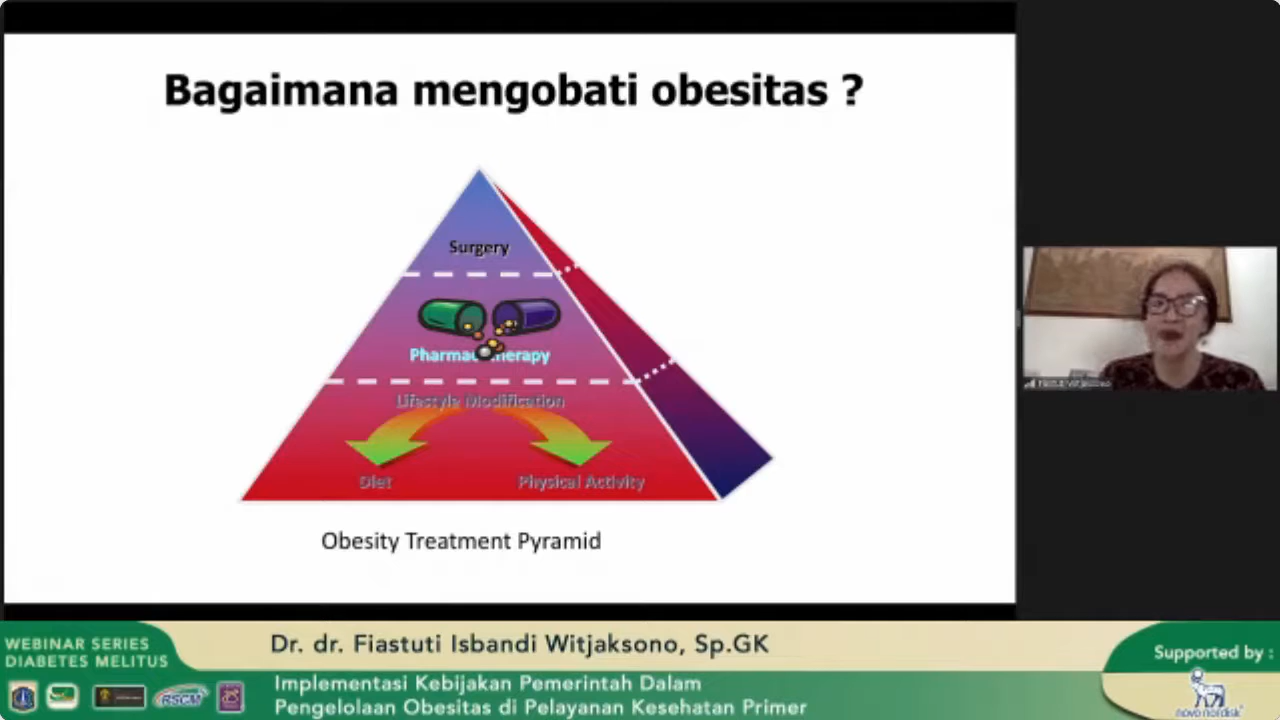 Bagaimana mengobati obesitas ?
Surgery
Lifestyle Modification
Diet
Physical Activity
Obesity Treatment Pyramid
WEBINAR SERIES
DIABETES MELITUS
Dr. dr. Fiastuti Isbandi Witjaksono, Sp.GK
Implementasi Kebijakan Pemerintah Dalam
Pengelolaan Obesitas di Pelayanan Kesehatan Primer
RSCM
Supported by :
novo nordisk